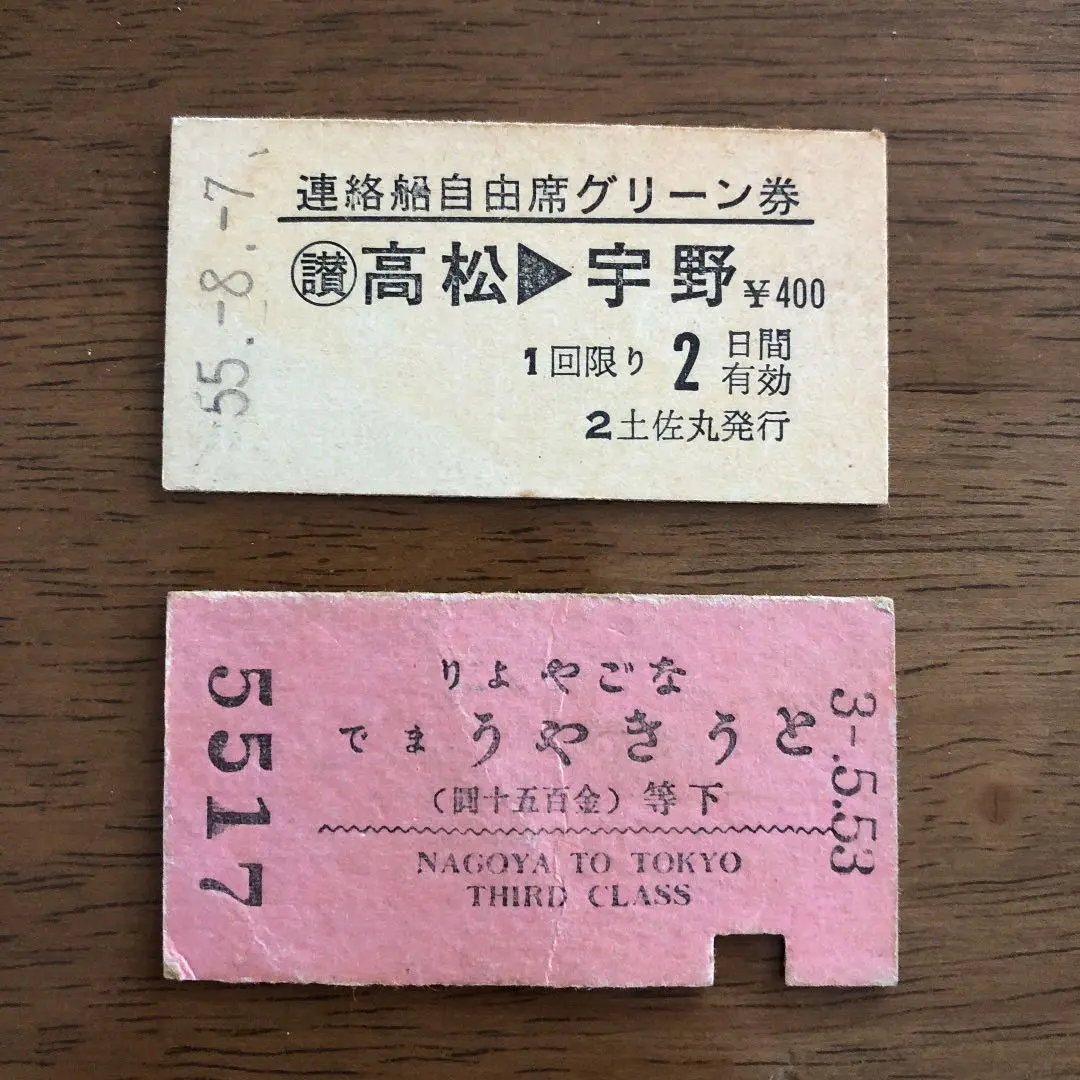 55.-8.-7
連絡船自由席グリーン券
讃 高松▶宇野 ¥400
1回限り 2 日間有効
2土佐丸発行
5517
なごやより
とうきやうまで
下等（金百五十圓）
NAGOYA TO TOKYO
THIRD CLASS
3-.5.53